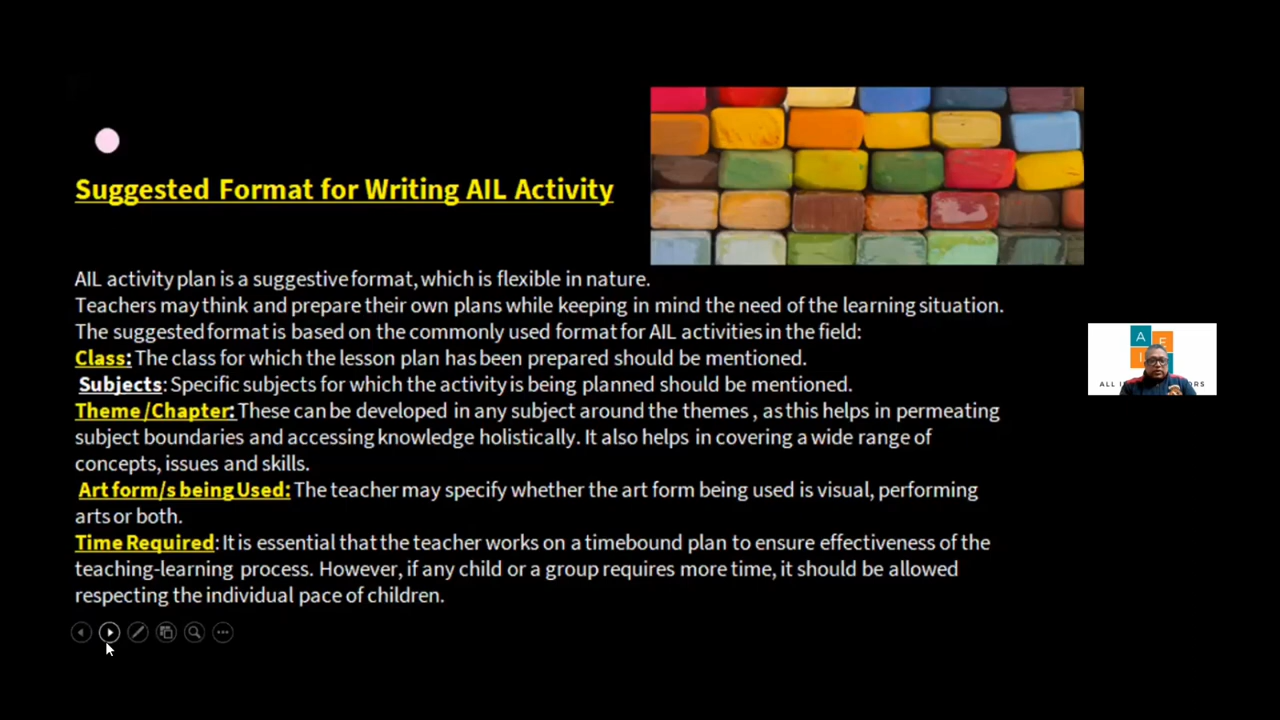 Suggested Format for Writing AIL Activity
AIL activity plan is a suggestive format, which is flexible in nature.
Teachers may think and prepare their own plans while keeping in mind the need of the learning situation.
The suggested format is based on the commonly used format for AIL activities in the field:
Class: The class for which the lesson plan has been prepared should be mentioned.
Subjects: Specific subjects for which the activity is being planned should be mentioned.
Theme/Chapter: These can be developed in any subject around the themes , as this helps in permeating
subject boundaries and accessing knowledge holistically. It also helps in covering a wide range of
concepts, issues and skills.
Art form/s being Used: The teacher may specify whether the art form being used is visual, performing
arts or both.
Time Required: It is essential that the teacher works on a timebound plan to ensure effectiveness of the
teaching-learning process. However, if any child or a group requires more time, it should be allowed
respecting the individual pace of children.
A
E
I
ALL